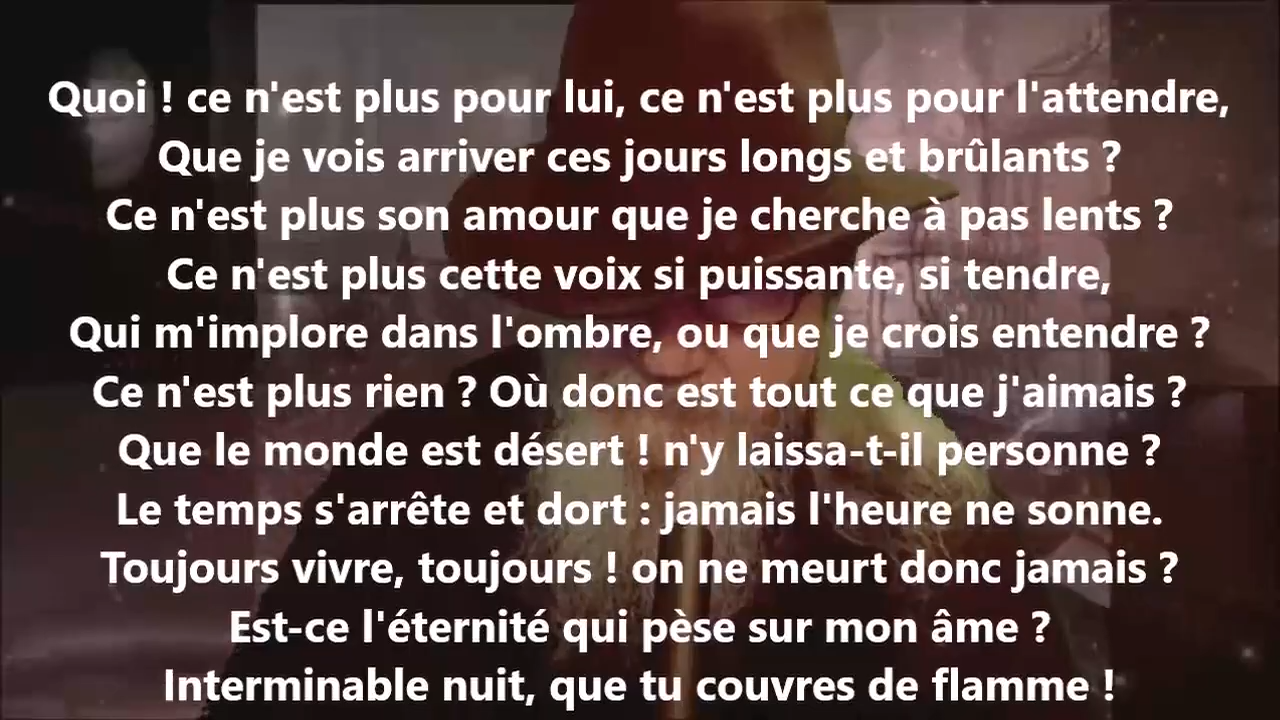 Quoi ! ce n'est plus pour lui, ce n'est plus pour l'attendre,
Que je vois arriver ces jours longs et brûlants ?
Ce n'est plus son amour que je cherche à pas lents ?
Ce n'est plus cette voix si puissante, si tendre,
Qui m'implore dans l'ombre, ou que je crois entendre ?
Ce n'est plus rien ? Où donc est tout ce que j'aimais ?
Que le monde est désert ! n'y laissa-t-il personne ?
Le temps s'arrête et dort : jamais l'heure ne sonne.
Toujours vivre, toujours ! on ne meurt donc jamais ?
Est-ce l'éternité qui pèse sur mon âme ?
Interminable nuit, que tu couvres de flamme !